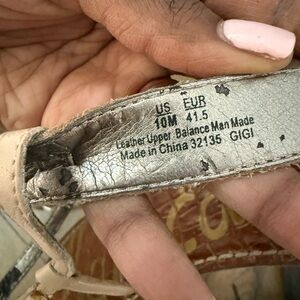 US EUR
10M 41.5
Leather Upper Balance Man Made
Made in China 32135 GIGI